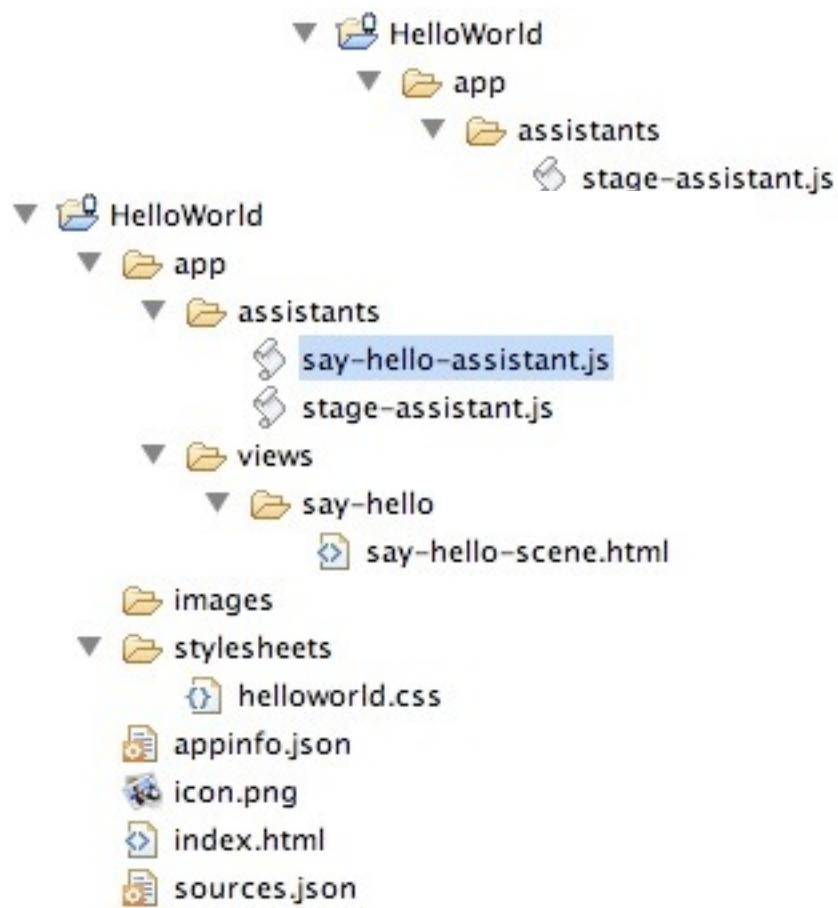 HelloWorld
app
assistants
stage-assistant.js
HelloWorld
app
assistants
say-hello-assistant.js
stage-assistant.js
views
say-hello
say-hello-scene.html
images
stylesheets
helloworld.css
appinfo.json
icon.png
index.html
sources.json